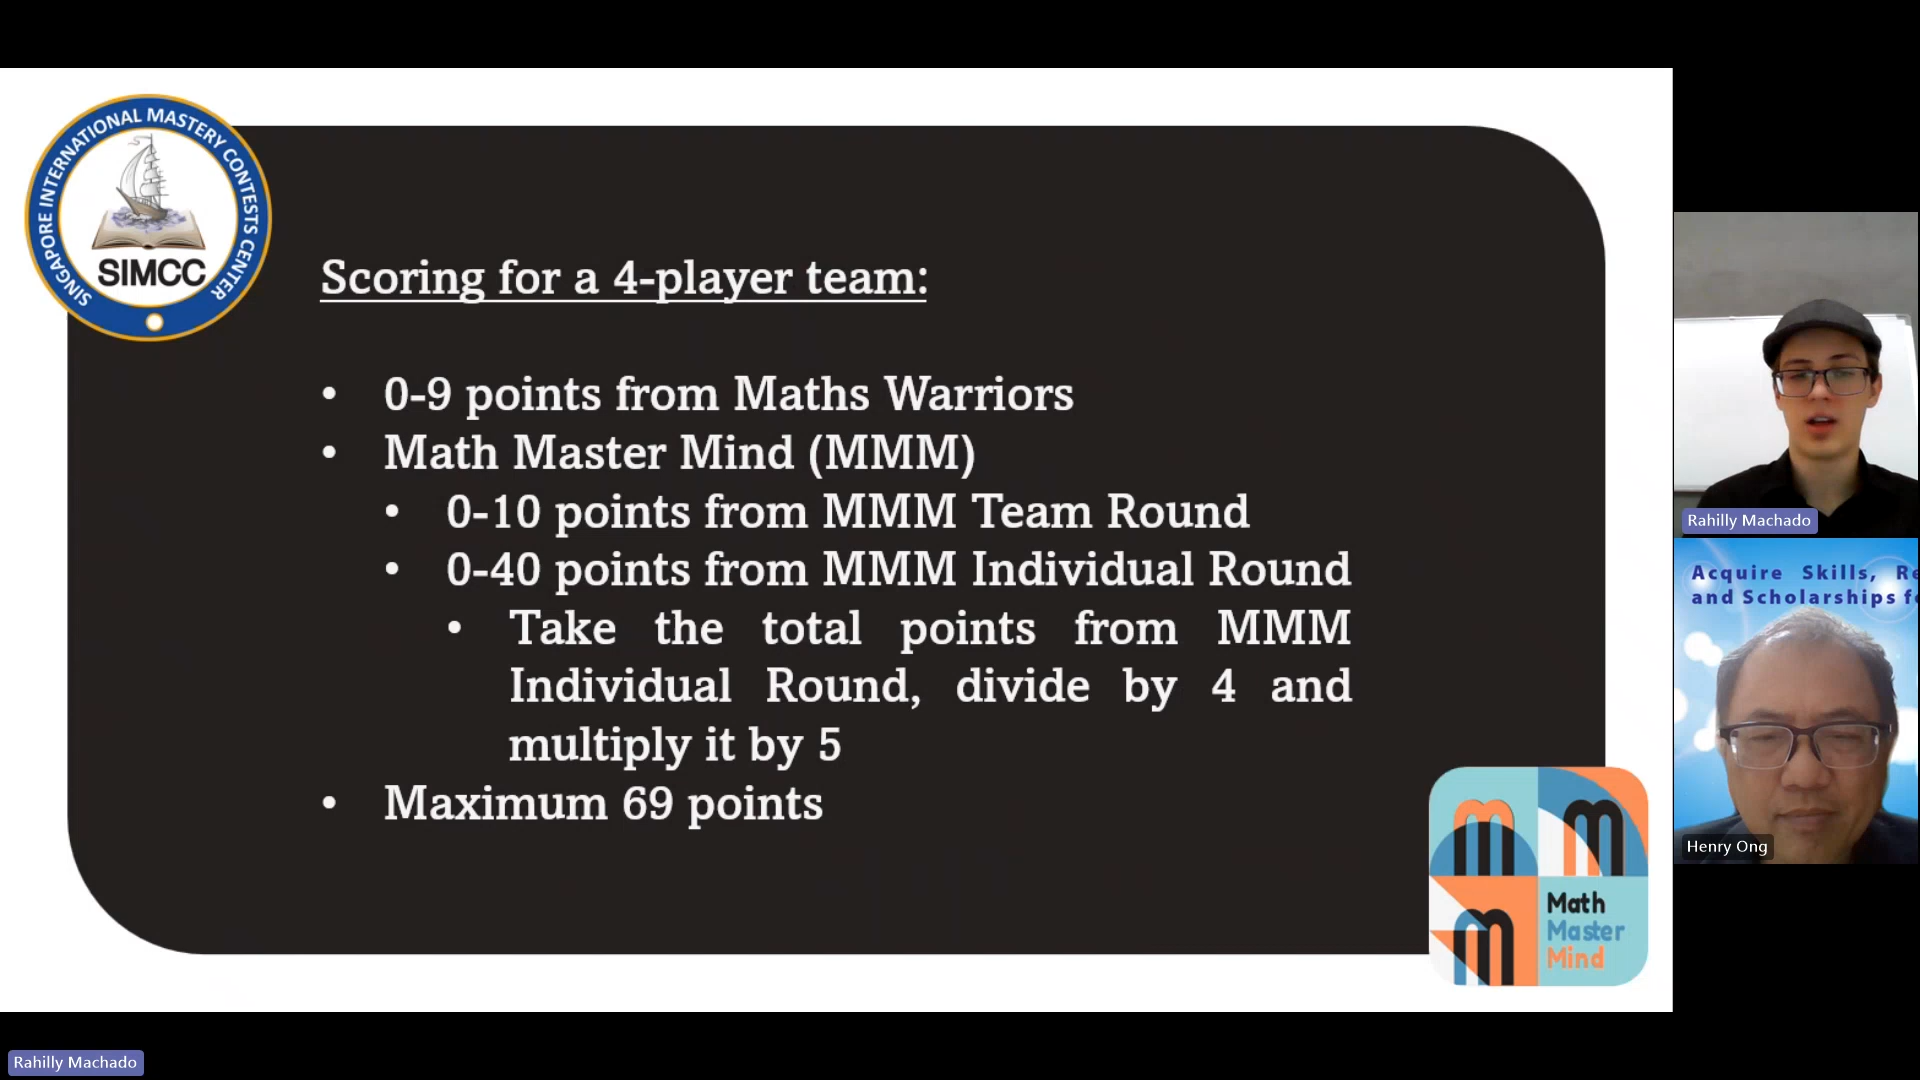 SINGAPORE INTERNATIONAL MASTERY CONTESTS CENTER
SIMCC
Scoring for a 4-player team:
• 0-9 points from Maths Warriors
• Math Master Mind (MMM)
• 0-10 points from MMM Team Round
• 0-40 points from MMM Individual Round
• Take the total points from MMM
Individual Round, divide by 4 and
multiply it by 5
• Maximum 69 points
Math
Master
Mind
Rahilly Machado
Acquire Skills, Re
and Scholarships f
Henry Ong
Rahilly Machado